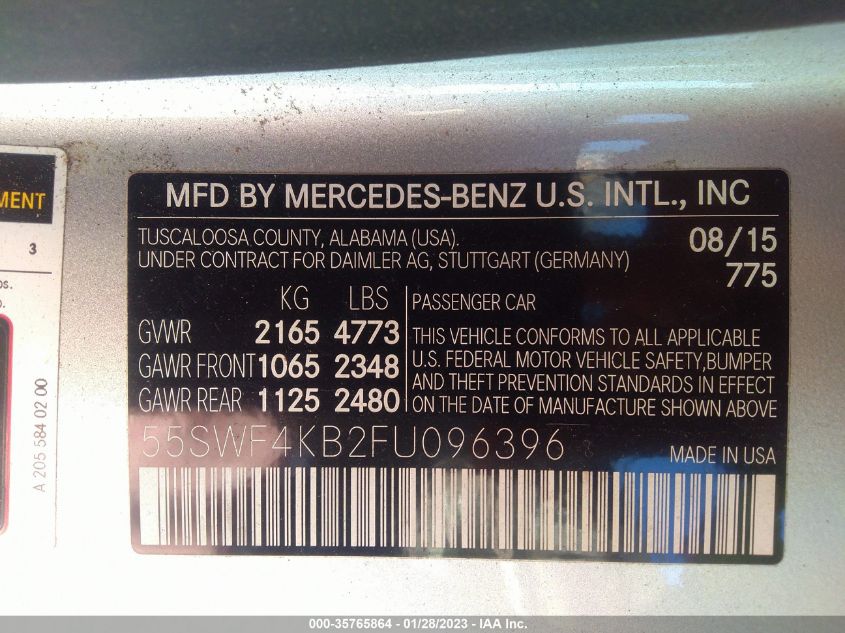 MENT
3
os.
o.
A 205 584 02 00
MFD BY MERCEDES-BENZ U.S. INTL., INC
TUSCALOOSA COUNTY, ALABAMA (USA).
UNDER CONTRACT FOR DAIMLER AG, STUTTGART (GERMANY)
08/15
775
KG LBS
GVWR 2165 4773
GAWR FRONT 1065 2348
GAWR REAR 1125 2480
PASSENGER CAR
THIS VEHICLE CONFORMS TO ALL APPLICABLE
U.S. FEDERAL MOTOR VEHICLE SAFETY,BUMPER
AND THEFT PREVENTION STANDARDS IN EFFECT
ON THE DATE OF MANUFACTURE SHOWN ABOVE
55SWF4KB2FU096396
MADE IN USA
000-35765864 - 01/28/2023 - IAA Inc.